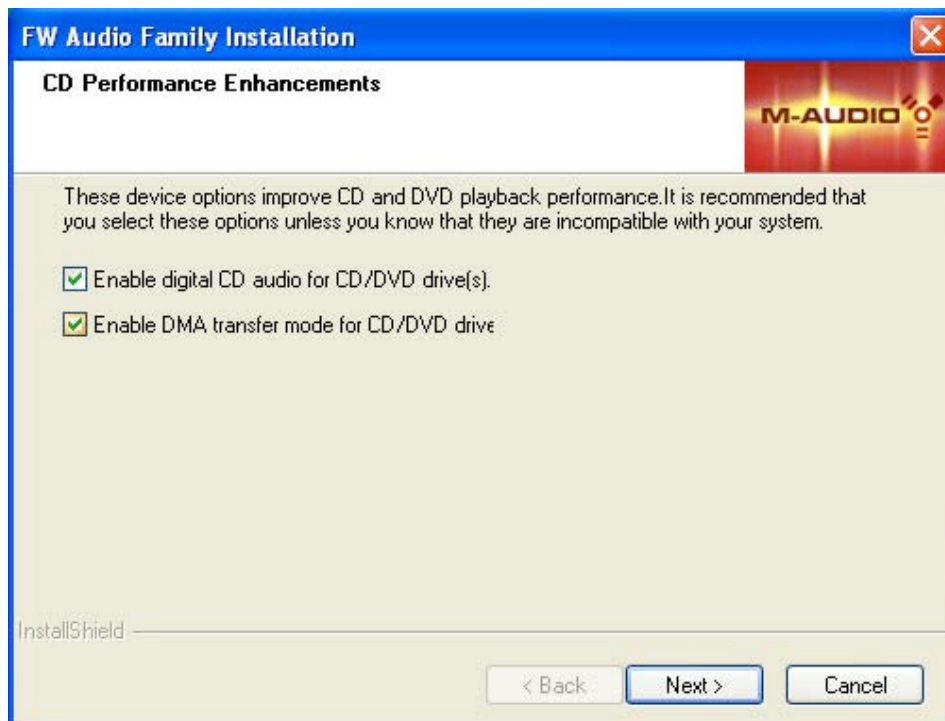 FW Audio Family Installation
CD Performance Enhancements
M-AUDIO
These device options improve CD and DVD playback performance.It is recommended that
you select these options unless you know that they are incompatible with your system.
Enable digital CD audio for CD/DVD drive(s).
Enable DMA transfer mode for CD/DVD drive
InstallShield
< Back
Next >
Cancel